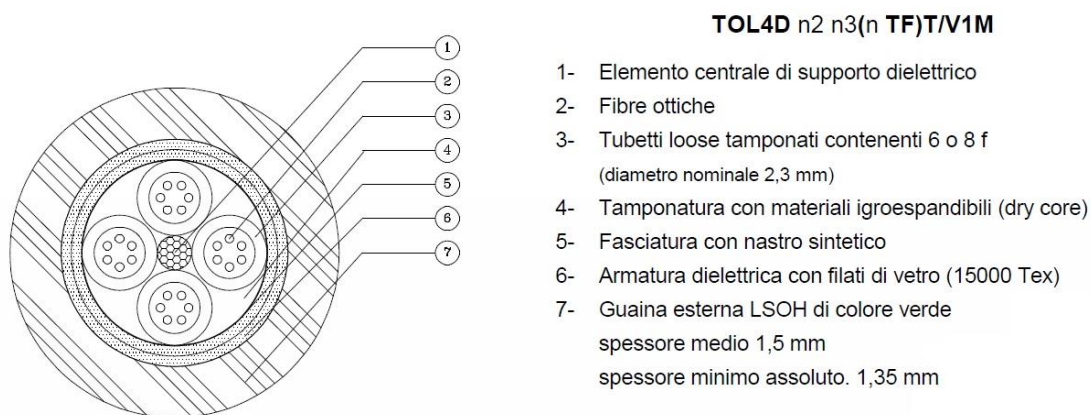 TOL4D n2 n3(n TF)T/V1M
1
2
3
4
5
6
7
1- Elemento centrale di supporto dielettrico
2- Fibre ottiche
3- Tubetti loose tamponati contenenti 6 o 8 f
(diametro nominale 2,3 mm)
4- Tamponatura con materiali igroespandibili (dry core)
5- Fasciatura con nastro sintetico
6- Armatura dielettrica con filati di vetro (15000 Tex)
7- Guaina esterna LSOH di colore verde
spessore medio 1,5 mm
spessore minimo assoluto. 1,35 mm